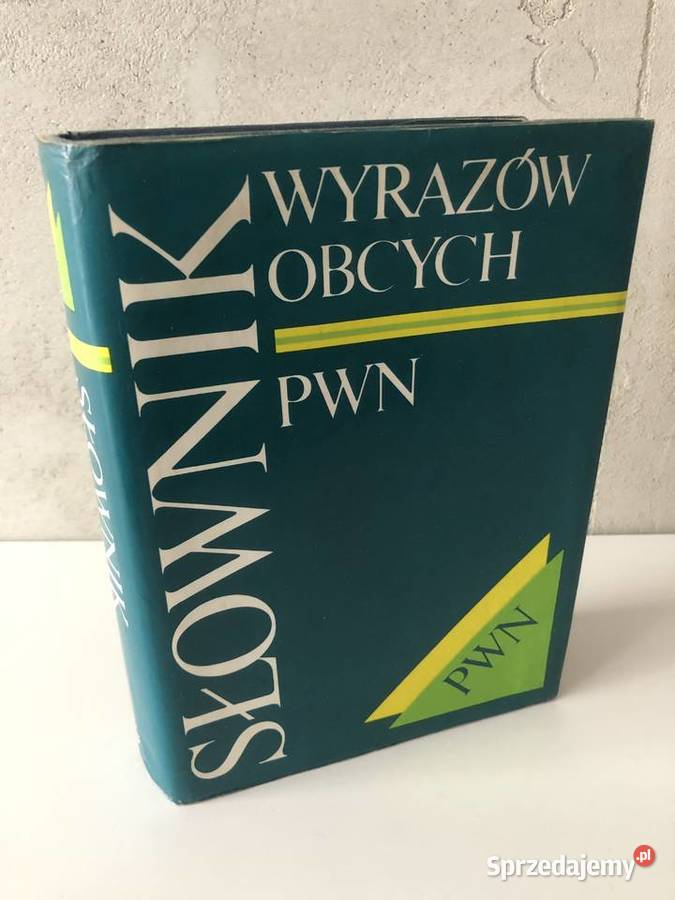 SŁOWNIK
WYRAZÓW
OBCYCH
PWN
PWN
SŁOWNIK
Sprzedajemy.pl